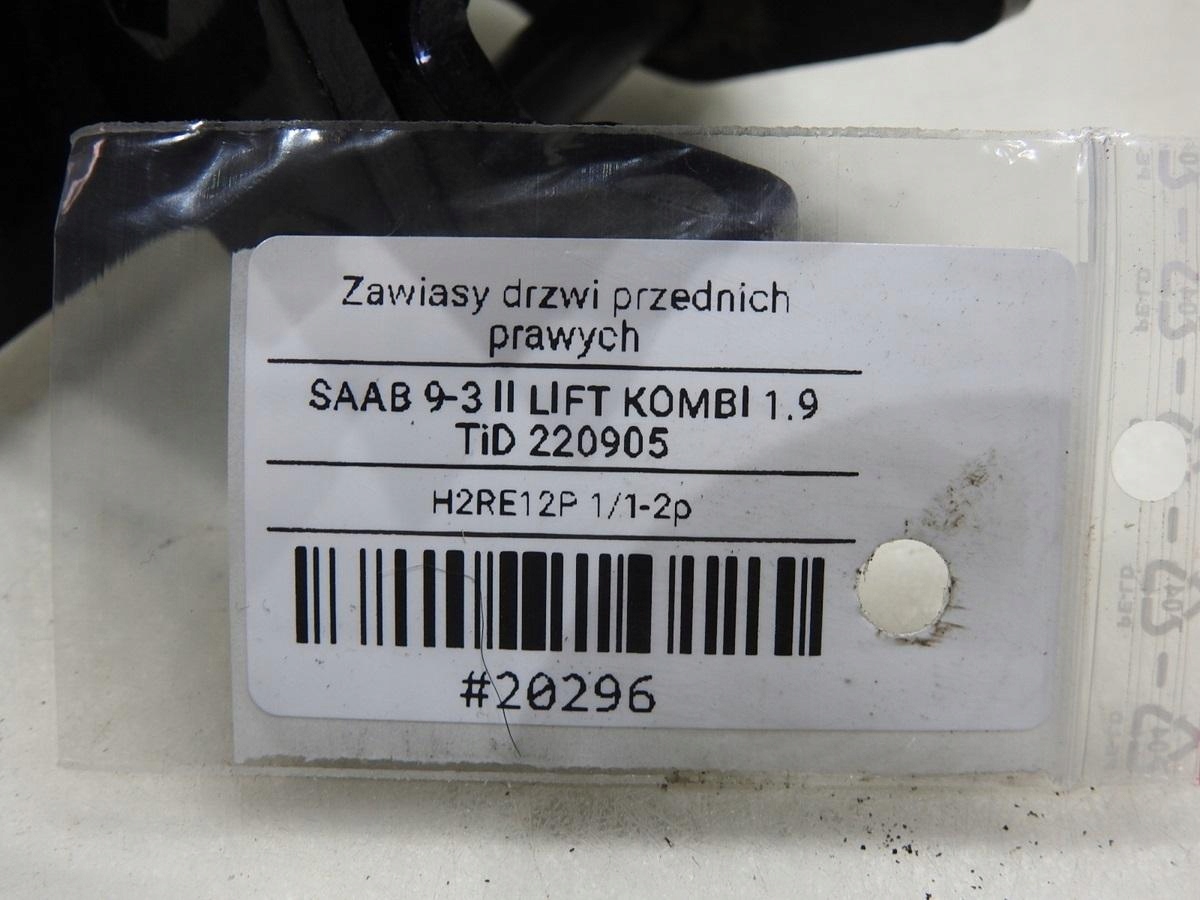 Zawiasy drzwi przednich
prawych
SAAB 9-3 II LIFT KOMBI 1.9
TiD 220905
H2RE12P 1/1-2p
#20296